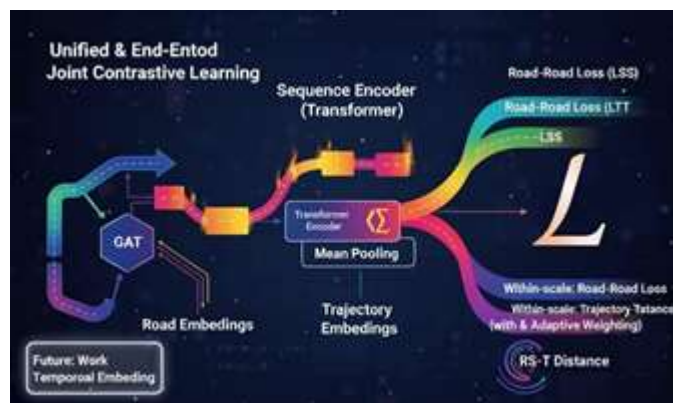 Unified & End-Entod
Joint Contrastive Learning
Sequence Encoder
(Transformer)
Road-Road Loss (LSS)
Road-Road Loss (LTT
LSS
GAT
Transformer
Encoder
Σ
Mean Pooling
L
Road Embedings
Trajectory
Embeddings
Within-scale: Road-Road Loss
Within-scale: Trajectory-Tatance
(with & Adaptive Weighting)
RS-T Distance
Future: Work
Temporoal Embeding